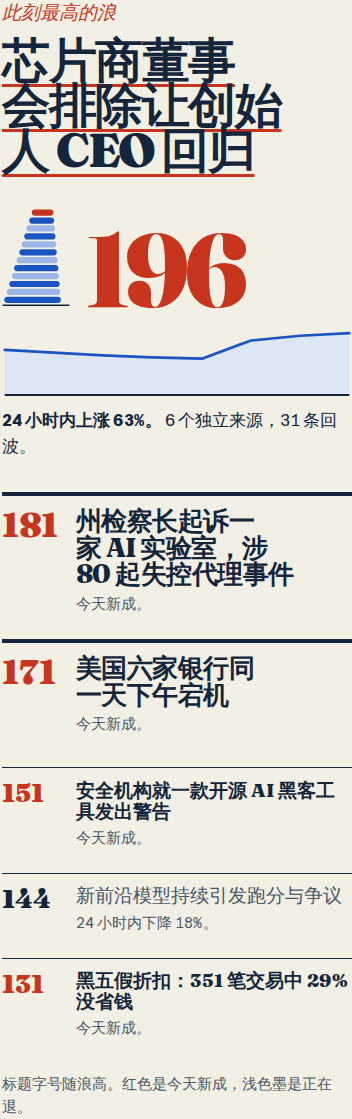 此刻最高的浪
芯片商董事
会排除让创始
人 CEO 回归
196
24 小时内上涨 63%。 6 个独立来源，31 条回
波。
181
州检察长起诉一
家 AI 实验室，涉
80 起失控代理事件
今天新成。
171
美国六家银行同
一天下午宕机
今天新成。
151
安全机构就一款开源 AI 黑客工
具发出警告
今天新成。
144
新前沿模型持续引发跑分与争议
24 小时内下降 18%。
131
黑五假折扣：351 笔交易中 29%
没省钱
今天新成。
标题字号随浪高。红色是今天新成，浅色墨是正在
退。